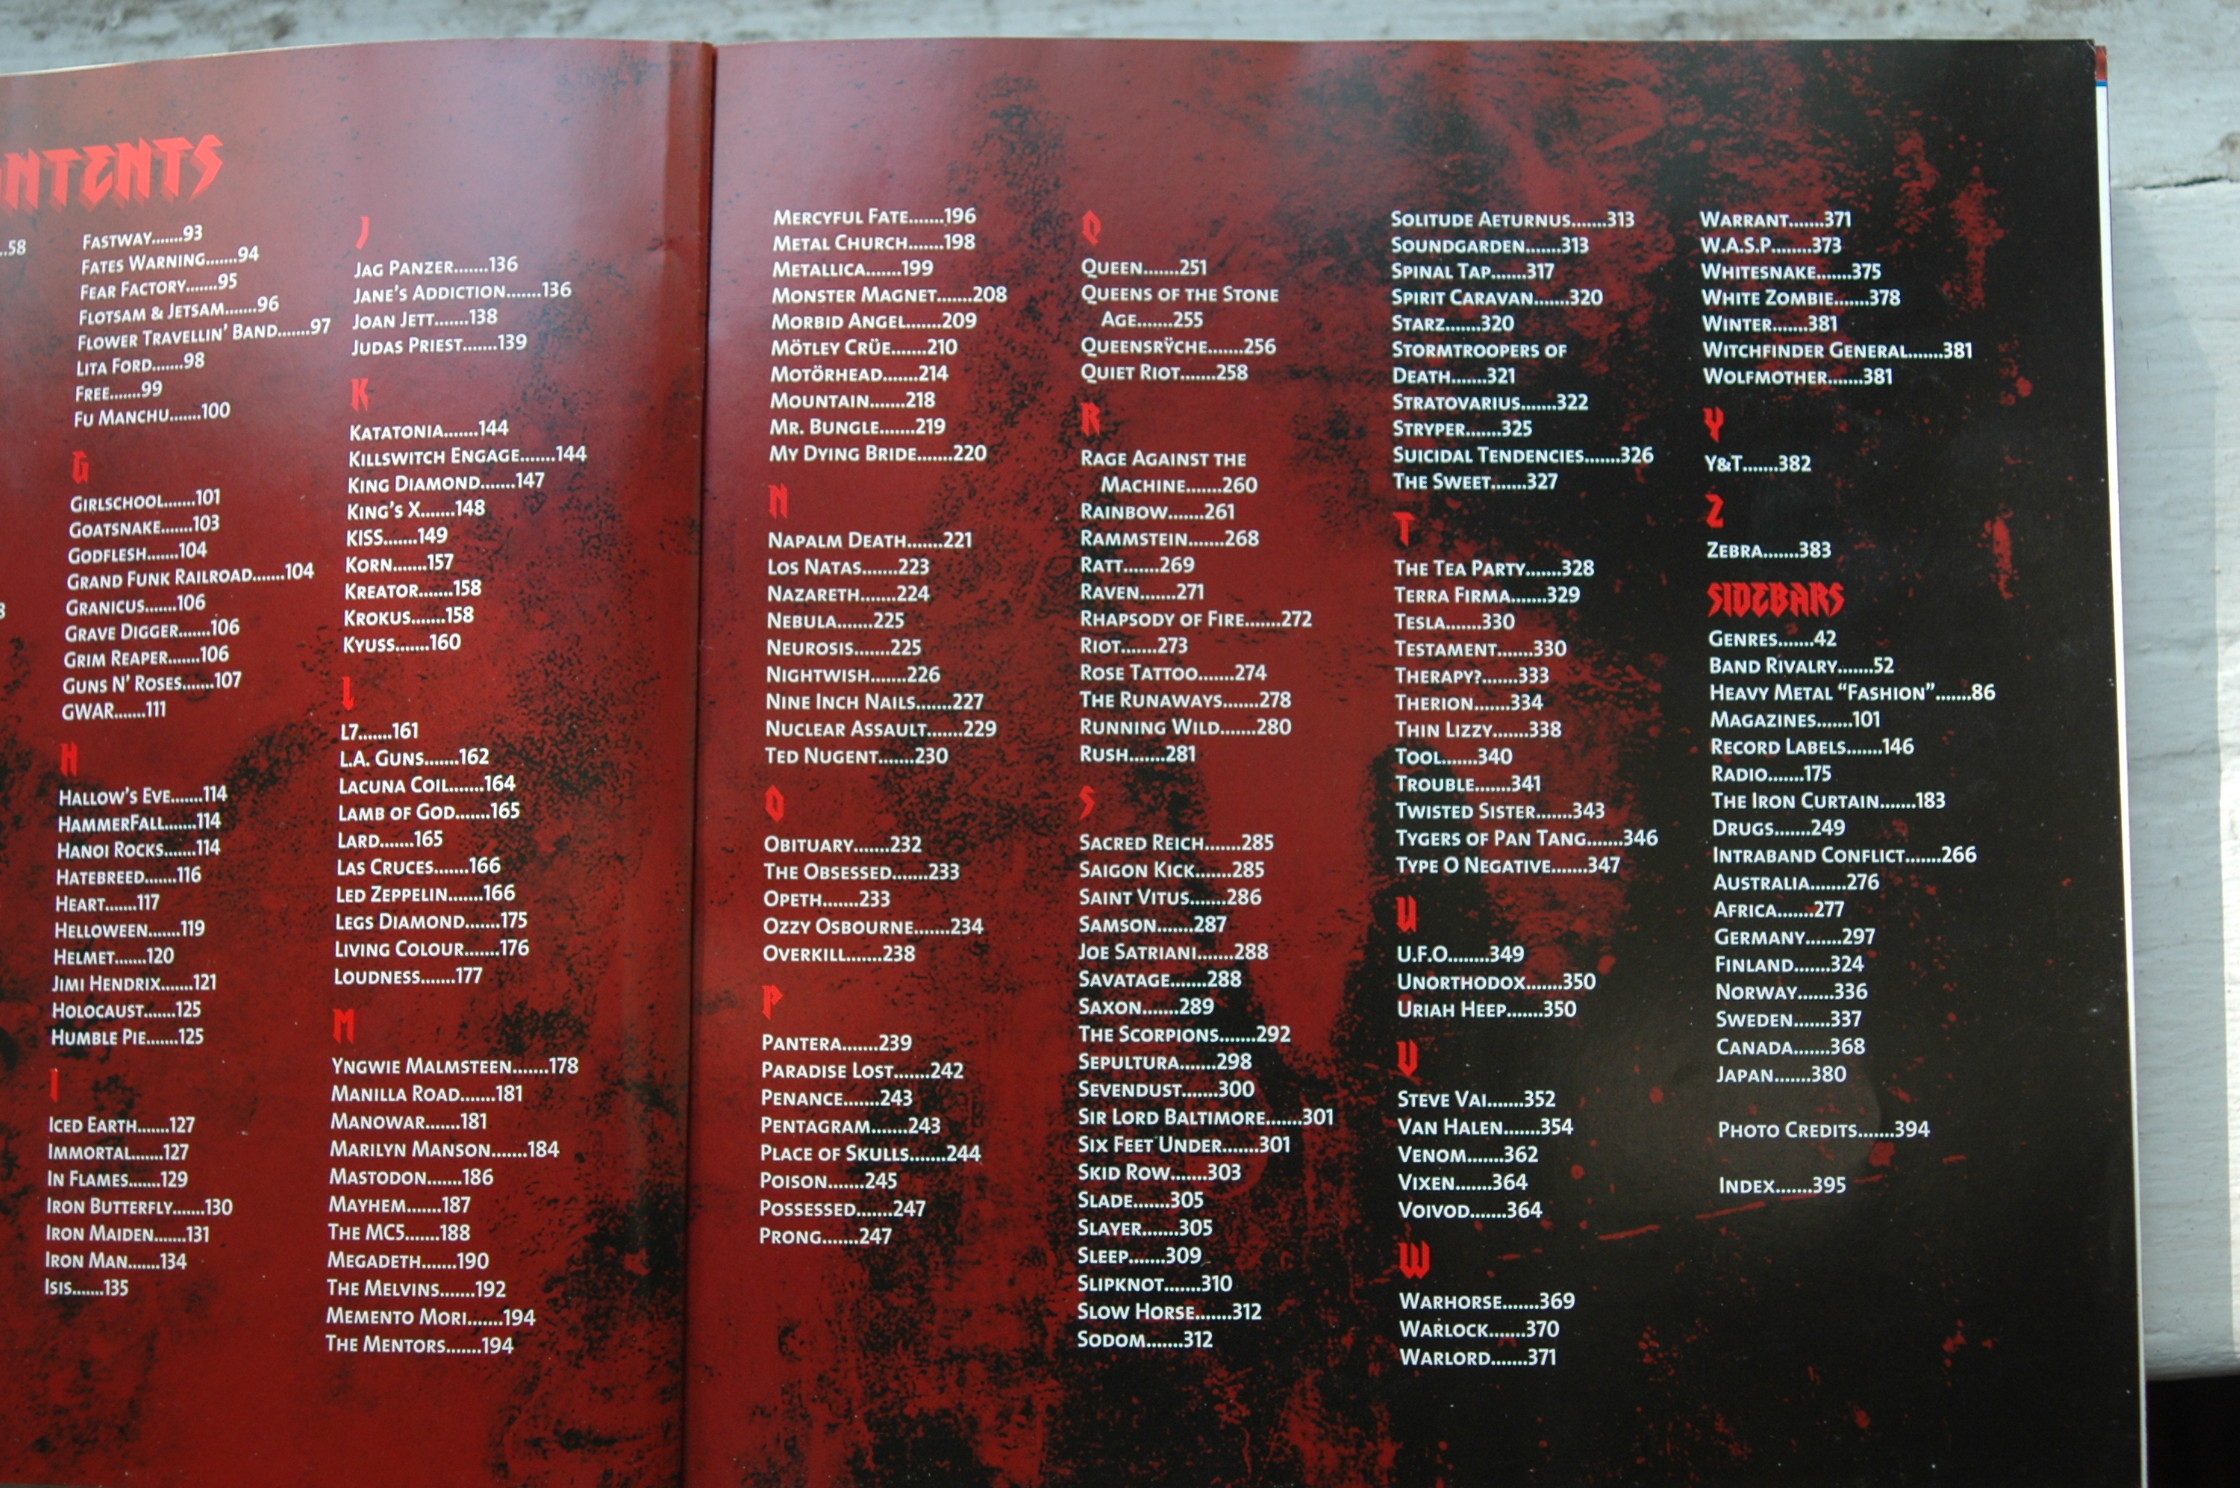 NTENTS
...58
3
FASTWAY.......93
FATES WARNING.......94
FEAR FACTORY.......95
FLOTSAM & JETSAM.......96
FLOWER TRAVELLIN' BAND.......97
LITA FORD.......98
FREE.......99
FU MANCHU.......100
G
GIRLSCHOOL.......101
GOATSNAKE.......103
GODFLESH.......104
GRAND FUNK RAILROAD.......104
GRANICUS.......106
GRAVE DIGGER.......106
GRIM REAPER.......106
GUNS N' ROSES.......107
GWAR.......111
H
HALLOW'S EVE.......114
HAMMERFALL.......114
HANOI ROCKS.......114
HATEBREED.......116
HEART.......117
HELLOWEEN.......119
HELMET.......120
JIMI HENDRIX.......121
HOLOCAUST.......125
HUMBLE PIE.......125
I
ICED EARTH.......127
IMMORTAL.......127
IN FLAMES.......129
IRON BUTTERFLY.......130
IRON MAIDEN.......131
IRON MAN.......134
ISIS.......135
J
JAG PANZER.......136
JANE'S ADDICTION.......136
JOAN JETT.......138
JUDAS PRIEST.......139
K
KATATONIA.......144
KILLSWITCH ENGAGE.......144
KING DIAMOND.......147
KING'S X.......148
KISS.......149
KORN.......157
KREATOR.......158
KROKUS.......158
KYUSS.......160
L
L7.......161
L.A. GUNS.......162
LACUNA COIL.......164
LAMB OF GOD.......165
LARD.......165
LAS CRUCES.......166
LED ZEPPELIN.......166
LEGS DIAMOND.......175
LIVING COLOUR.......176
LOUDNESS.......177
M
YNGWIE MALMSTEEN.......178
MANILLA ROAD.......181
MANOWAR.......181
MARILYN MANSON.......184
MASTODON.......186
MAYHEM.......187
THE MC5.......188
MEGADETH.......190
THE MELVINS.......192
MEMENTO MORI.......194
THE MENTORS.......194
MERCYFUL FATE.......196
METAL CHURCH.......198
METALLICA.......199
MONSTER MAGNET.......208
MORBID ANGEL.......209
MÖTLEY CRÜE.......210
MOTÖRHEAD.......214
MOUNTAIN.......218
MR. BUNGLE.......219
MY DYING BRIDE.......220
N
NAPALM DEATH.......221
LOS NATAS.......223
NAZARETH.......224
NEBULA.......225
NEUROSIS.......225
NIGHTWISH.......226
NINE INCH NAILS.......227
NUCLEAR ASSAULT.......229
TED NUGENT.......230
O
OBITUARY.......232
THE OBSESSED.......233
OPETH.......233
OZZY OSBOURNE.......234
OVERKILL.......238
P
PANTERA.......239
PARADISE LOST.......242
PENANCE.......243
PENTAGRAM.......243
PLACE OF SKULLS.......244
POISON.......245
POSSESSED.......247
PRONG.......247
Q
QUEEN.......251
QUEENS OF THE STONE
AGE.......255
QUEENSRŸCHE.......256
QUIET RIOT.......258
R
RAGE AGAINST THE
MACHINE.......260
RAINBOW.......261
RAMMSTEIN.......268
RATT.......269
RAVEN.......271
RHAPSODY OF FIRE.......272
RIOT.......273
ROSE TATTOO.......274
THE RUNAWAYS.......278
RUNNING WILD.......280
RUSH.......281
S
SACRED REICH.......285
SAIGON KICK.......285
SAINT VITUS.......286
SAMSON.......287
JOE SATRIANI.......288
SAVATAGE.......288
SAXON.......289
THE SCORPIONS.......292
SEPULTURA.......298
SEVENDUST.......300
SIR LORD BALTIMORE.......301
SIX FEET UNDER.......301
SKID ROW.......303
SLADE.......305
SLAYER.......305
SLEEP.......309
SLIPKNOT.......310
SLOW HORSE.......312
SODOM.......312
SOLITUDE AETURNUS.......313
SOUNDGARDEN.......313
SPINAL TAP.......317
SPIRIT CARAVAN.......320
STARZ.......320
STORMTROOPERS OF
DEATH.......321
STRATOVARIUS.......322
STRYPER.......325
SUICIDAL TENDENCIES.......326
THE SWEET.......327
T
THE TEA PARTY.......328
TERRA FIRMA.......329
TESLA.......330
TESTAMENT.......330
THERAPY?.......333
THERION.......334
THIN LIZZY.......338
TOOL.......340
TROUBLE.......341
TWISTED SISTER.......343
TYGERS OF PAN TANG.......346
TYPE O NEGATIVE.......347
U
U.F.O........349
UNORTHODOX.......350
URIAH HEEP.......350
V
STEVE VAI.......352
VAN HALEN.......354
VENOM.......362
VIXEN.......364
VOIVOD.......364
W
WARHORSE.......369
WARLOCK.......370
WARLORD.......371
WARRANT.......371
W.A.S.P........373
WHITESNAKE.......375
WHITE ZOMBIE.......378
WINTER.......381
WITCHFINDER GENERAL.......381
WOLFMOTHER.......381
Y
Y&T.......382
Z
ZEBRA.......383
SIDEBARS
GENRES.......42
BAND RIVALRY.......52
HEAVY METAL “FASHION”.......86
MAGAZINES.......101
RECORD LABELS.......146
RADIO.......175
THE IRON CURTAIN.......183
DRUGS.......249
INTRABAND CONFLICT.......266
AUSTRALIA.......276
AFRICA.......277
GERMANY.......297
FINLAND.......324
NORWAY.......336
SWEDEN.......337
CANADA.......368
JAPAN.......380
PHOTO CREDITS.......394
INDEX.......395